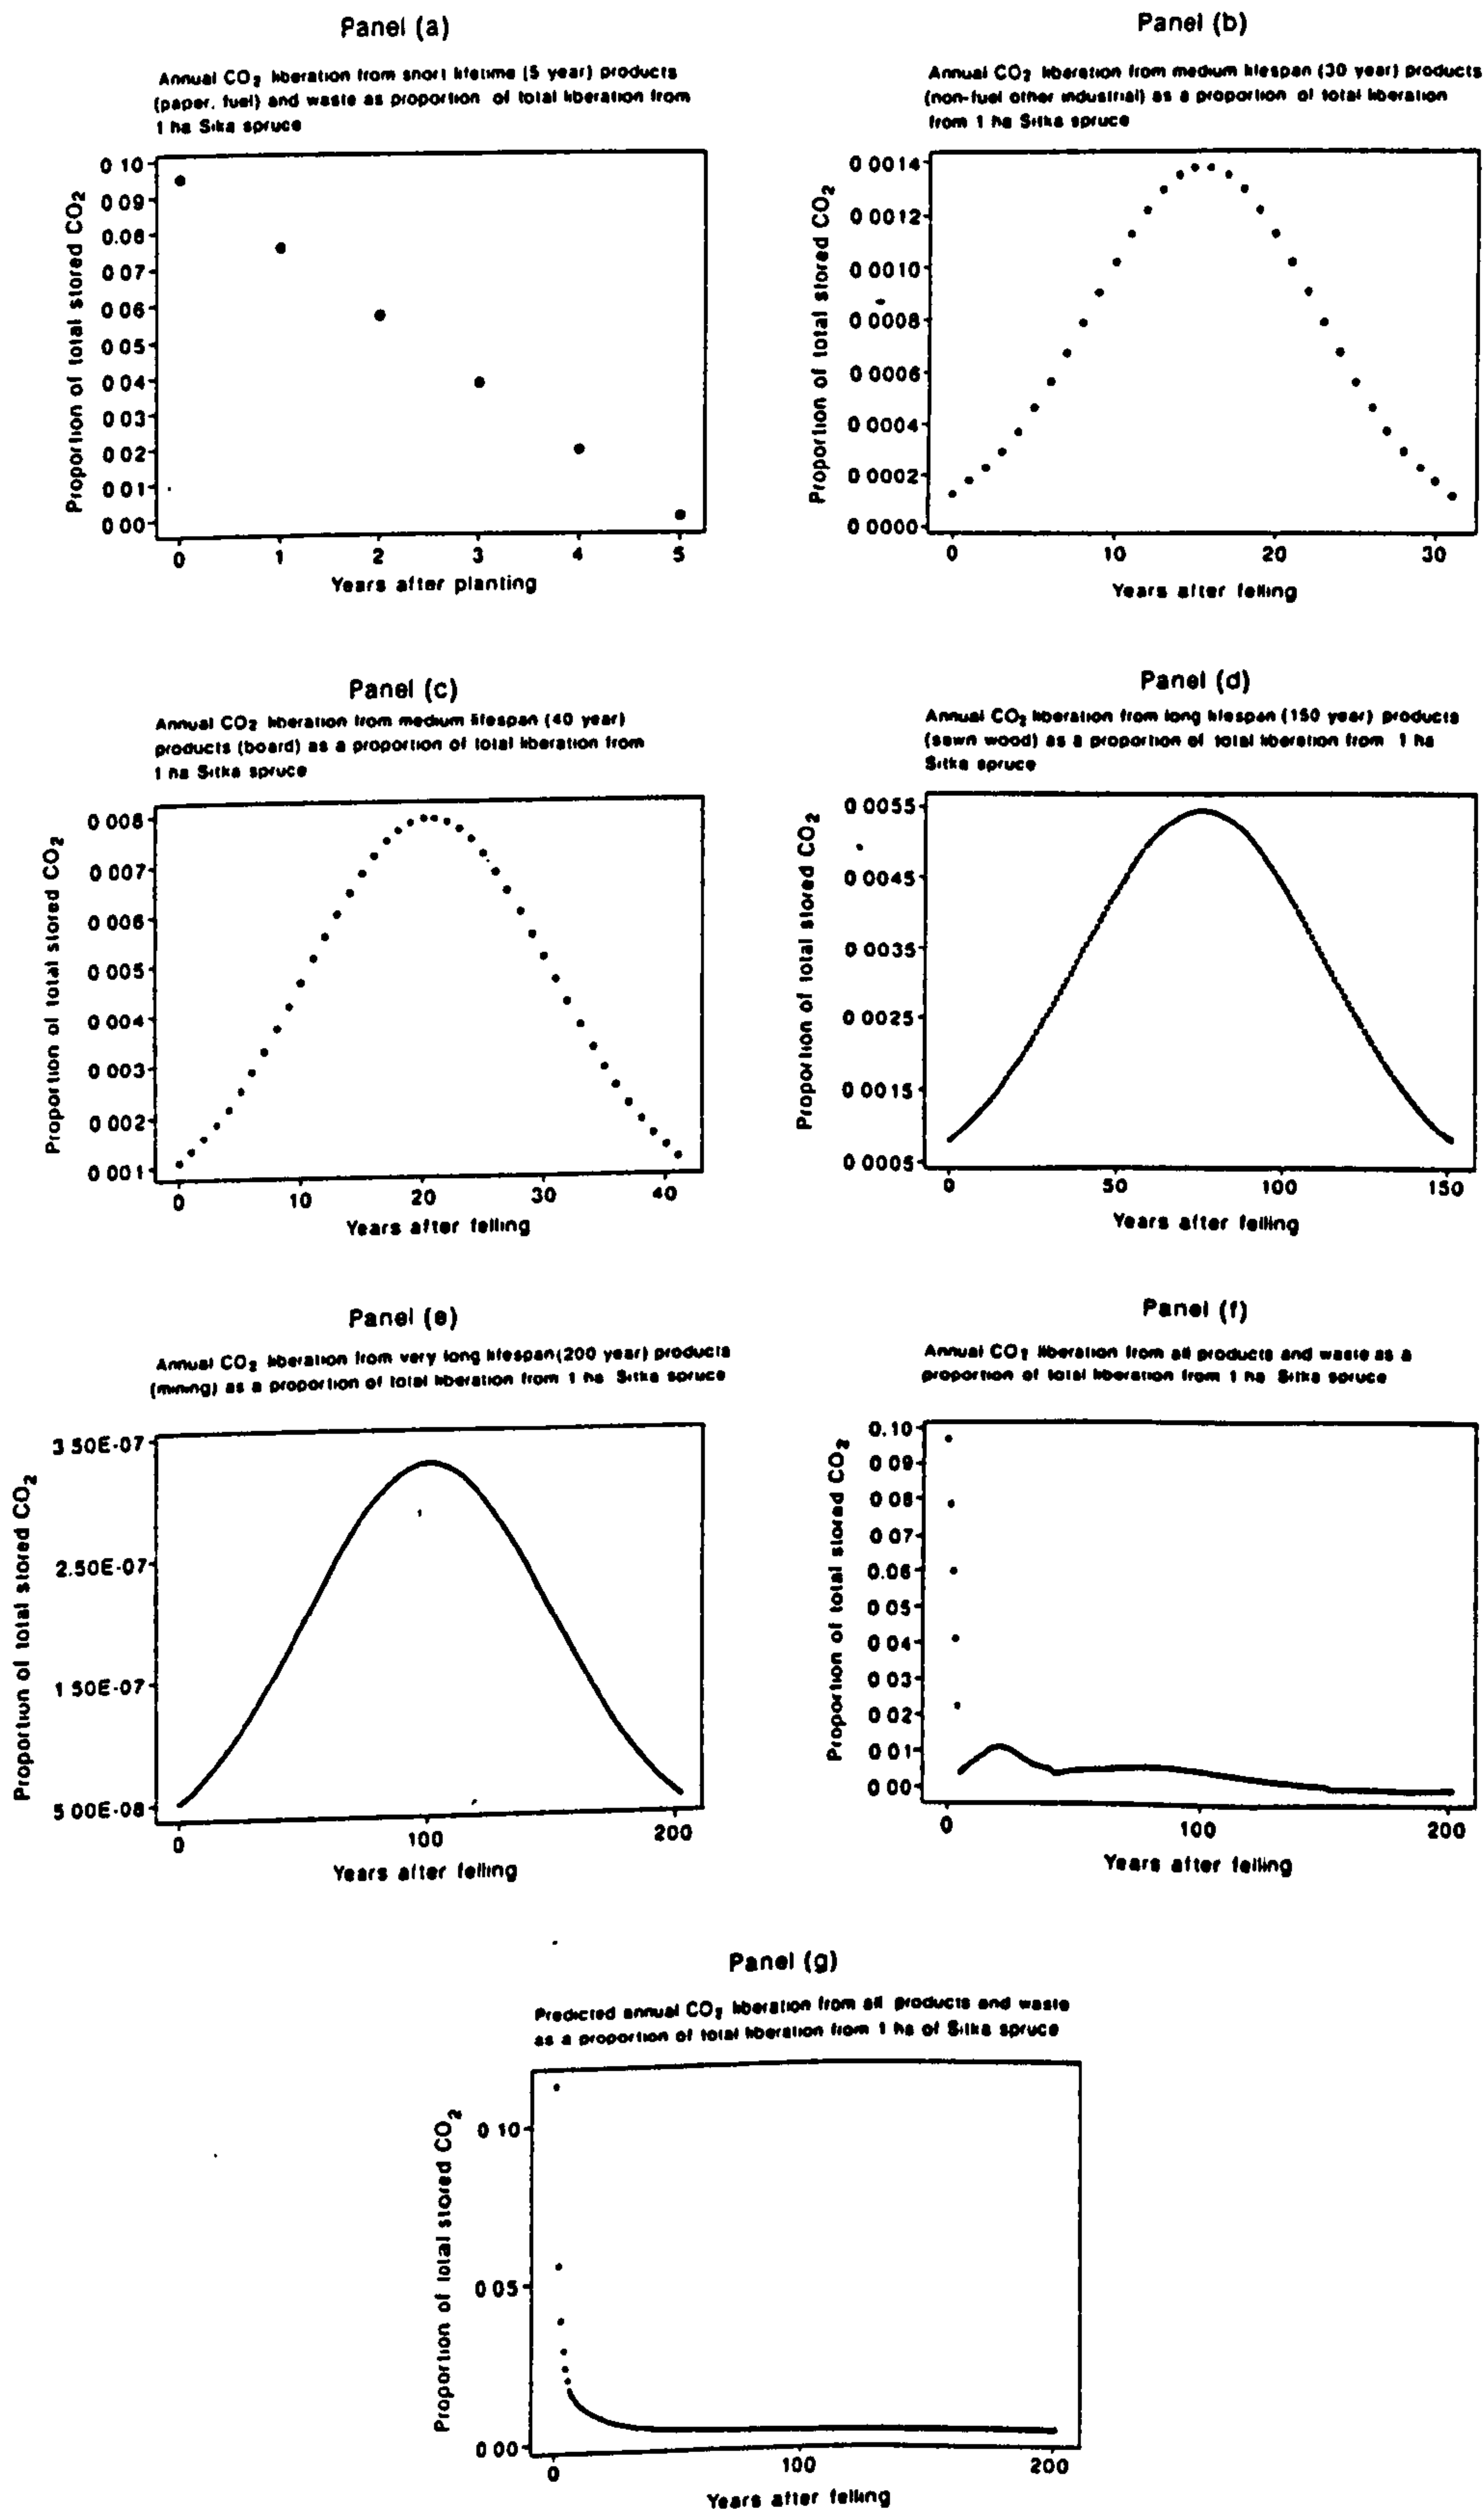 Panel (a)
Annual CO2 liberation from snort lifetime (5 year) products
(paper, fuel) and waste as proportion of total liberation from
1 ha Sika spruce
0 10
0 09
0.08
0 07
0 06
0 05
0 04
0 03
0 02
0 01
0 00
Proportion of total stored CO2
0 1 2 3 4 5
Years after planting
Panel (b)
Annual CO2 liberation from medium lifespan (30 year) products
(non-fuel other industrial) as a proportion of total liberation
from 1 ha Sitka spruce
0 0014
0 0012
0 0010
0 0008
0 0006
0 0004
0 0002
0 0000
Proportion of total stored CO2
0 10 20 30
Years after felling
Panel (c)
Annual CO2 liberation from medium lifespan (40 year)
products (board) as a proportion of total liberation from
1 ha Sitka spruce
0 008
0 007
0 006
0 005
0 004
0 003
0 002
0 001
Proportion of total stored CO2
0 10 20 30 40
Years after felling
Panel (d)
Annual CO2 liberation from long lifespan (150 year) products
(sawn wood) as a proportion of total liberation from 1 ha
Sitka spruce
0 0055
0 0045
0 0035
0 0025
0 0015
0 0005
Proportion of total stored CO2
0 50 100 150
Years after felling
Panel (e)
Annual CO2 liberation from very long lifespan(200 year) products
(mining) as a proportion of total liberation from 1 ha Sitka spruce
3 50E-07
2.50E-07
1 50E-07
5 00E-08
Proportion of total stored CO2
0 100 200
Years after felling
Panel (f)
Annual CO2 liberation from all products and waste as a
proportion of total liberation from 1 ha Sitka spruce
0.10
0 09
0 08
0 07
0.06
0 05
0 04
0 03
0 02
0 01
0 00
Proportion of total stored CO2
0 100 200
Years after felling
Panel (g)
Predicted annual CO2 liberation from all products and waste
as a proportion of total liberation from 1 ha of Sitka spruce
0 10
0 05
0 00
Proportion of total stored CO2
0 100 200
Years after felling